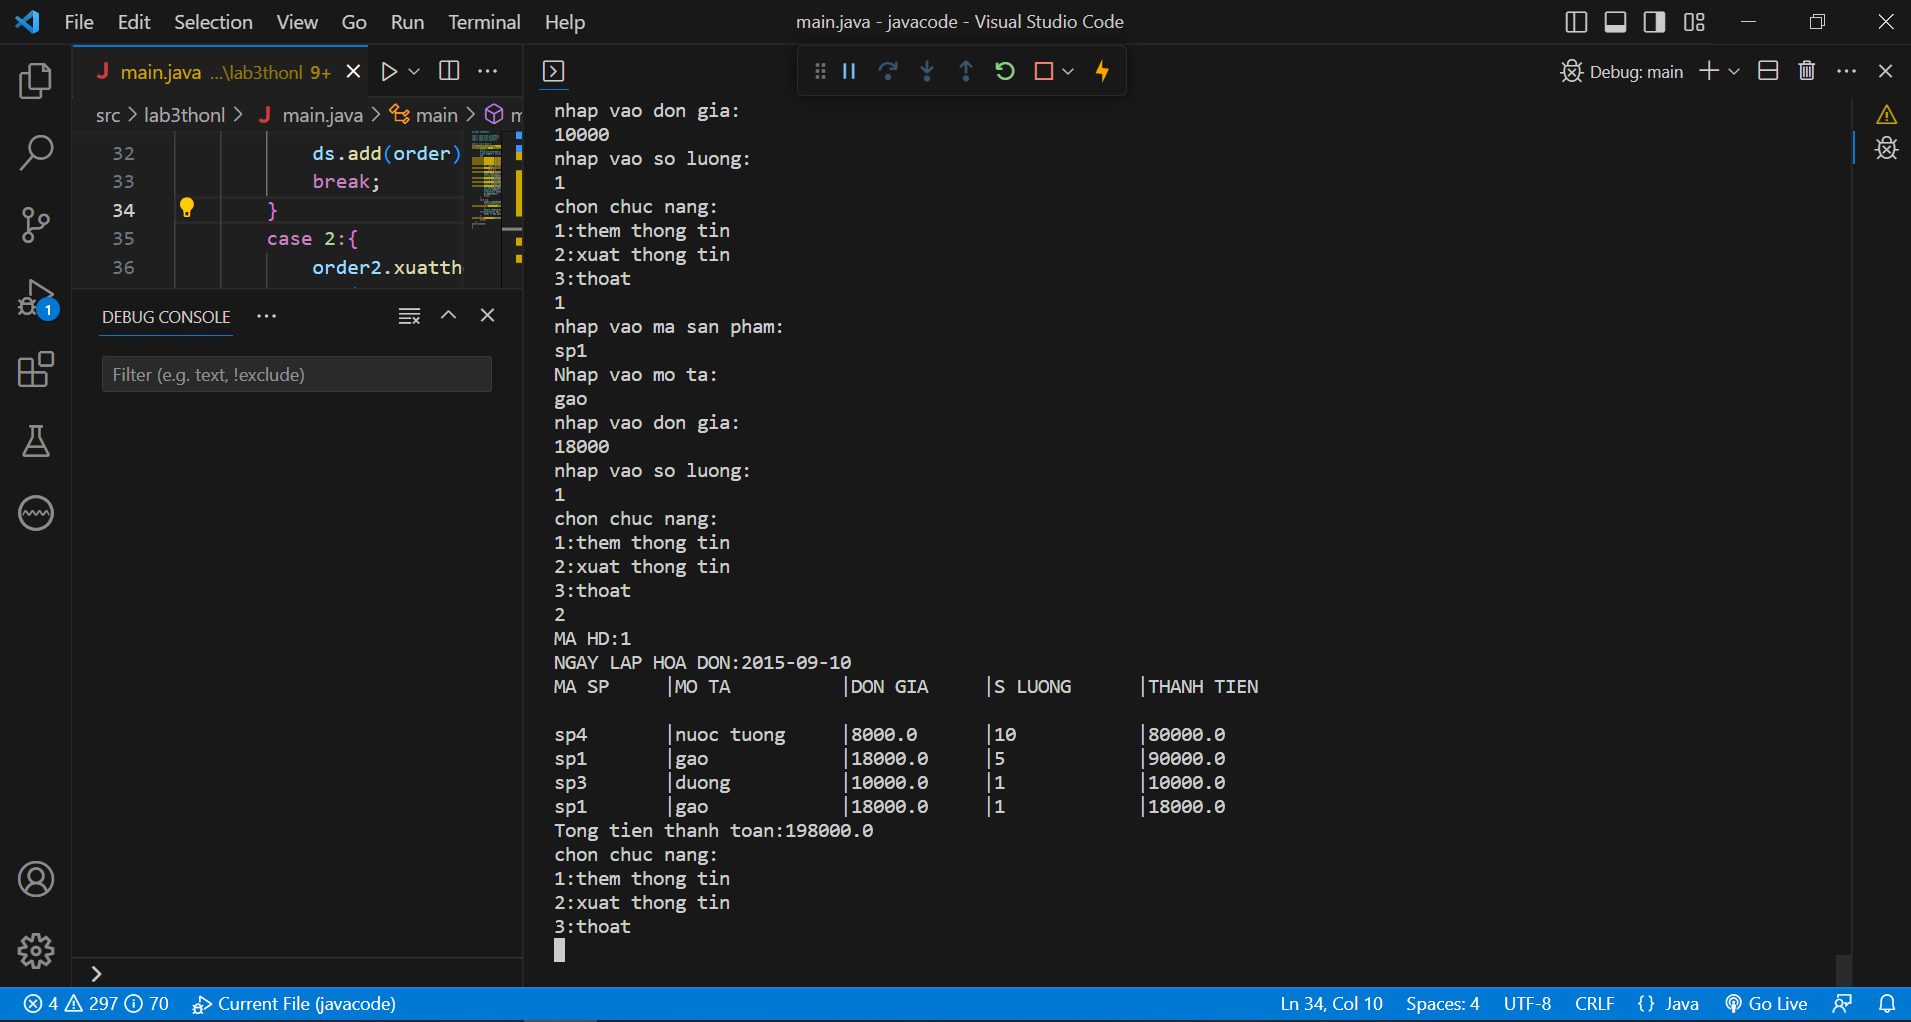 File Edit Selection View Go Run Terminal Help
main.java - javacode - Visual Studio Code
main.java ...\lab3thonl 9+
src > lab3thonl > main.java > main > m
32 ds.add(order)
33 break;
34 }
35 case 2:{
36 order2.xuatth
DEBUG CONSOLE
Filter (e.g. text, !exclude)
Debug: main
nhap vao don gia:
10000
nhap vao so luong:
1
chon chuc nang:
1:them thong tin
2:xuat thong tin
3:thoat
1
nhap vao ma san pham:
sp1
Nhap vao mo ta:
gao
nhap vao don gia:
18000
nhap vao so luong:
1
chon chuc nang:
1:them thong tin
2:xuat thong tin
3:thoat
2
MA HD:1
NGAY LAP HOA DON:2015-09-10
MA SP |MO TA |DON GIA |S LUONG |THANH TIEN
sp4 |nuoc tuong |8000.0 |10 |80000.0
sp1 |gao |18000.0 |5 |90000.0
sp3 |duong |10000.0 |1 |10000.0
sp1 |gao |18000.0 |1 |18000.0
Tong tien thanh toan:198000.0
chon chuc nang:
1:them thong tin
2:xuat thong tin
3:thoat
1
4 297 70 Current File (javacode)
Ln 34, Col 10 Spaces: 4 UTF-8 CRLF {} Java Go Live